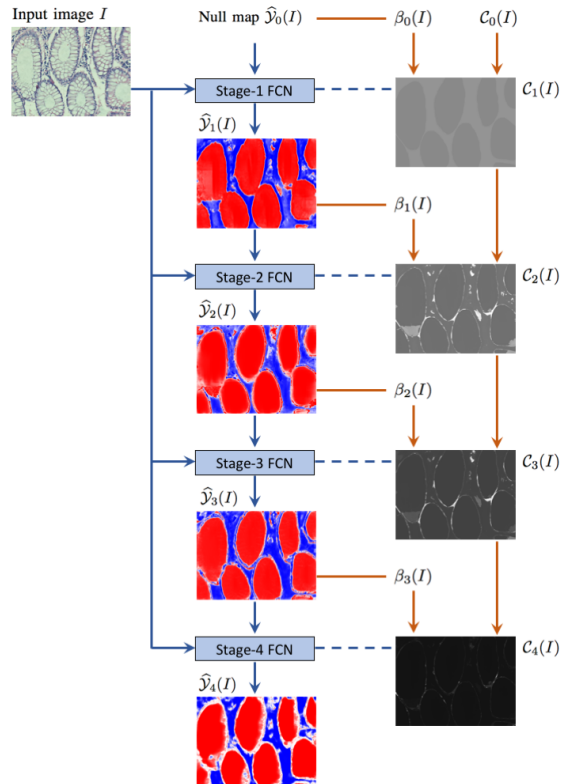 Input image I
Null map Ŷ₀(I)
β₀(I)
C₀(I)
Stage-1 FCN
C₁(I)
Ŷ₁(I)
β₁(I)
Stage-2 FCN
C₂(I)
Ŷ₂(I)
β₂(I)
Stage-3 FCN
C₃(I)
Ŷ₃(I)
β₃(I)
Stage-4 FCN
C₄(I)
Ŷ₄(I)